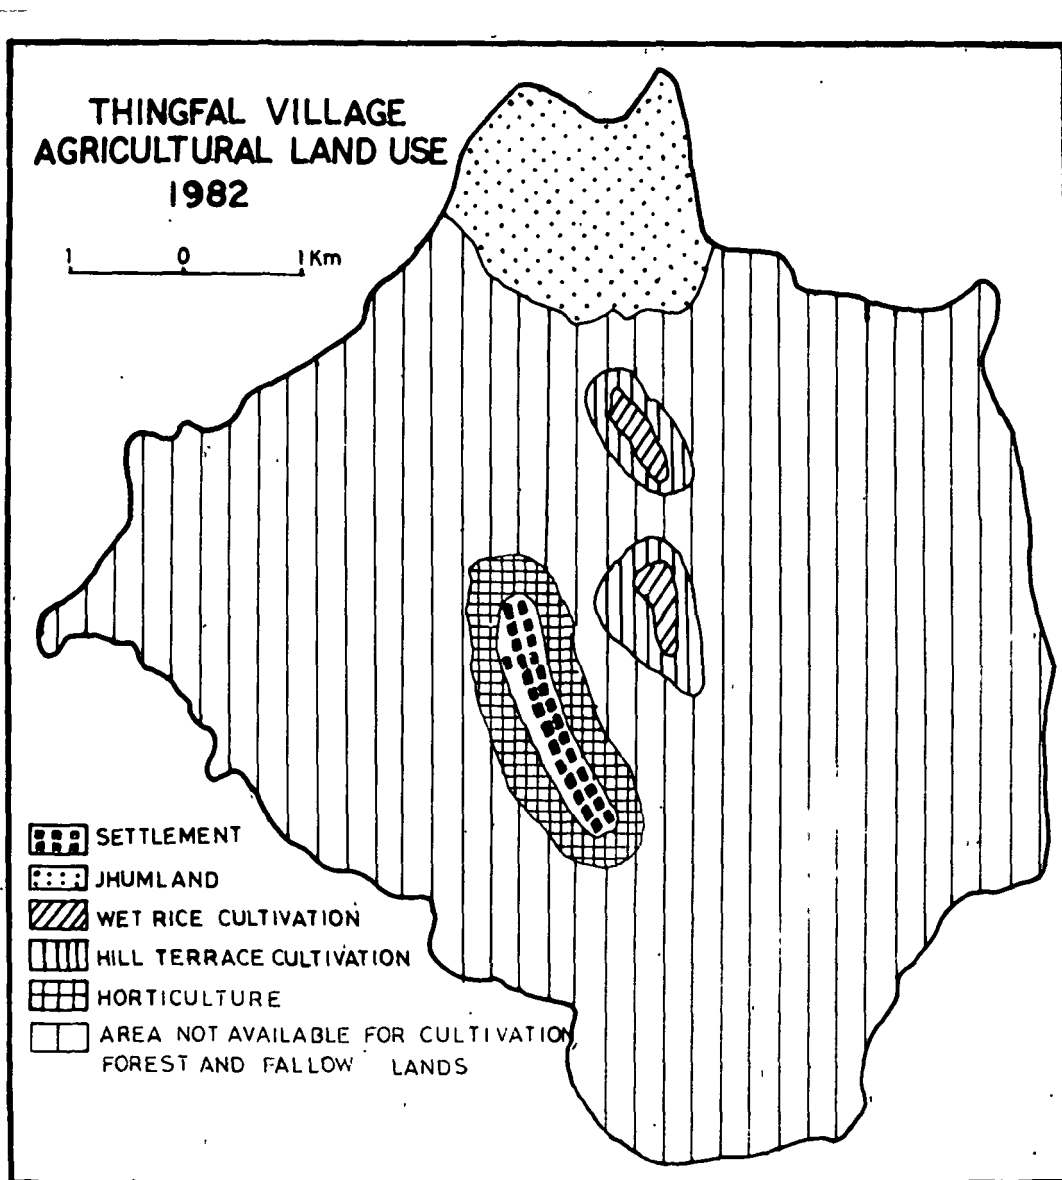 THINGFAL VILLAGE
AGRICULTURAL LAND USE
1982
1 0 1 Km
SETTLEMENT
JHUMLAND
WET RICE CULTIVATION
HILL TERRACE CULTIVATION
HORTICULTURE
AREA NOT AVAILABLE FOR CULTIVATION
FOREST AND FALLOW LANDS